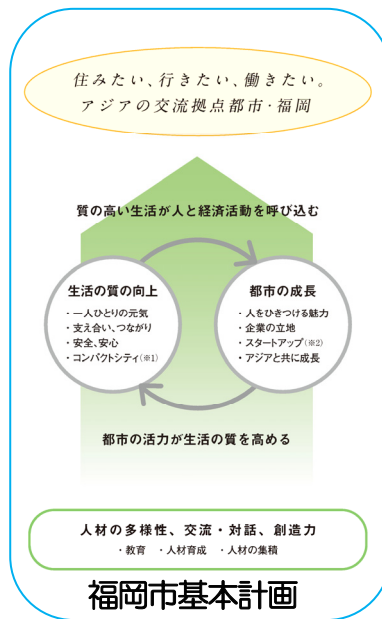 住みたい、行きたい、働きたい。
アジアの交流拠点都市・福岡
質の高い生活が人と経済活動を呼び込む
生活の質の向上
・一人ひとりの元気
・支え合い、つながり
・安全、安心
・コンパクトシティ(※1)
都市の成長
・人をひきつける魅力
・企業の立地
・スタートアップ(※2)
・アジアと共に成長
都市の活力が生活の質を高める
人材の多様性、交流・対話、創造力
・教育 ・人材育成 ・人材の集積
福岡市基本計画